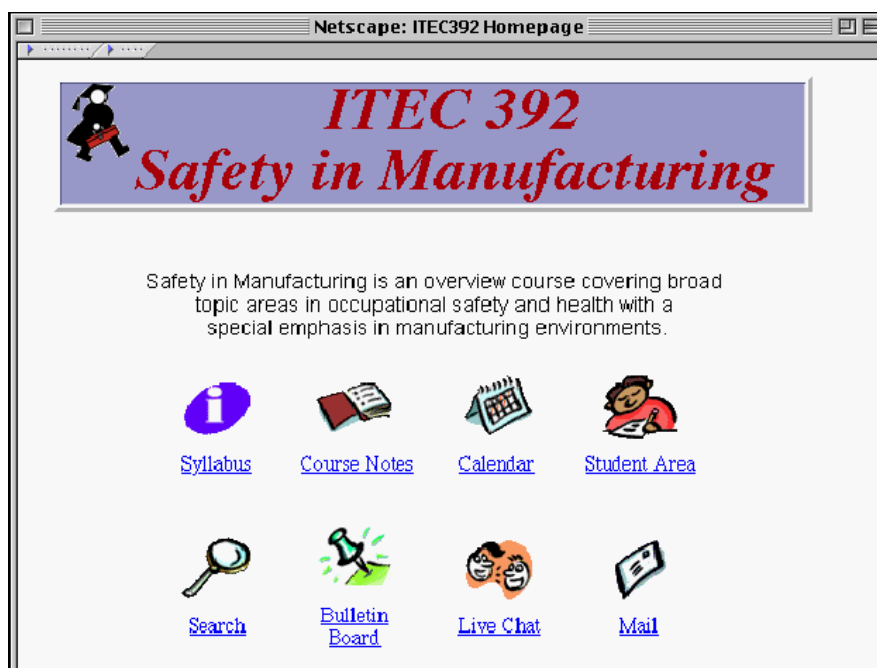 Netscape: ITEC392 Homepage
ITEC 392
Safety in Manufacturing
Safety in Manufacturing is an overview course covering broad
topic areas in occupational safety and health with a
special emphasis in manufacturing environments.
Syllabus Course Notes Calendar Student Area
Search Bulletin Board Live Chat Mail